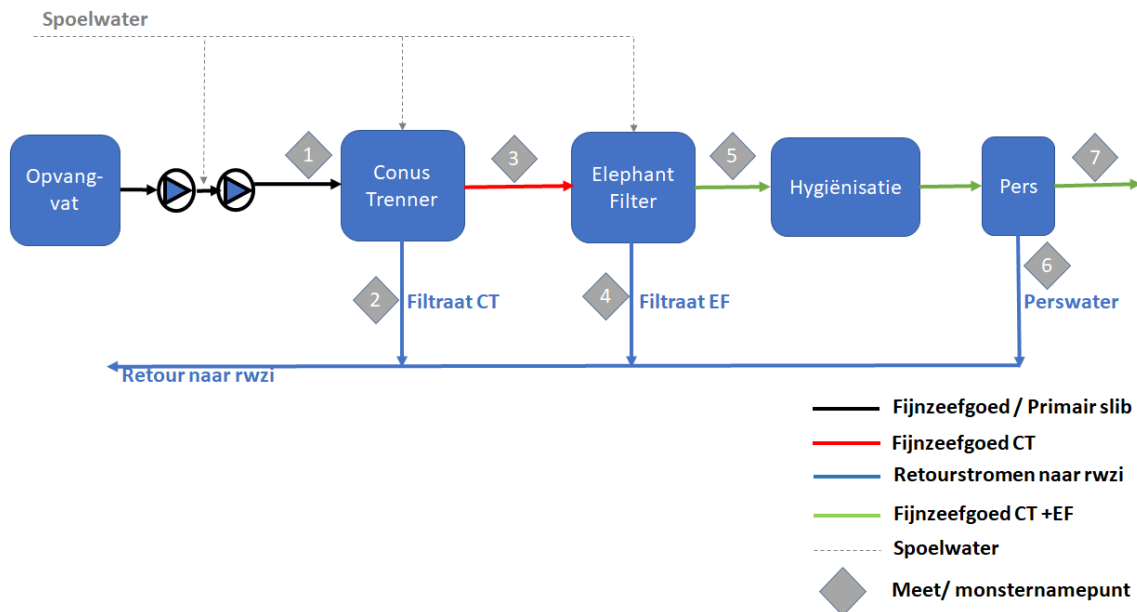 Spoelwater
Opvang-
vat
1
Conus
Trenner
3
Elephant
Filter
5
Hygiënisatie
Pers
7
2
Filtraat CT
4
Filtraat EF
6
Perswater
Retour naar rwzi
Fijnzeefgoed / Primair slib
Fijnzeefgoed CT
Retourstromen naar rwzi
Fijnzeefgoed CT +EF
Spoelwater
Meet/ monsternamepunt